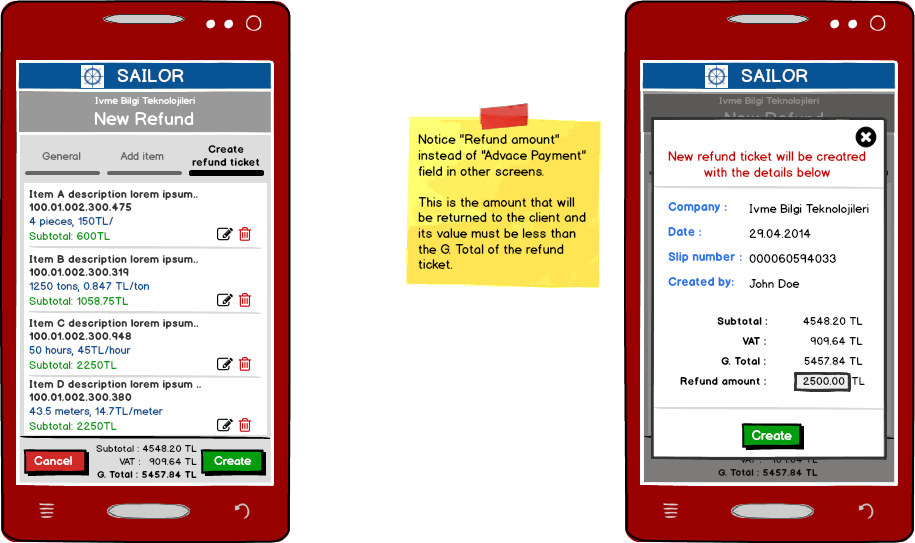 SAILOR
Ivme Bilgi Teknolojileri
New Refund
General
Add item
Create
refund ticket
Item A description lorem ipsum..
100.01.002.300.475
4 pieces, 150TL/
Subtotal: 600TL
Item B description lorem ipsum..
100.01.002.300.319
1250 tons, 0.847 TL/ton
Subtotal: 1058.75TL
Item C description lorem ipsum..
100.01.002.300.948
50 hours, 45TL/hour
Subtotal: 2250TL
Item D description lorem ipsum ..
100.01.002.300.380
43.5 meters, 14.7TL/meter
Subtotal: 2250TL
Cancel
Subtotal : 4548.20 TL
VAT : 909.64 TL
G. Total : 5457.84 TL
Create
Notice "Refund amount"
instead of "Advace Payment"
field in other screens.
This is the amount that will
be returned to the client and
its value must be less than
the G. Total of the refund
ticket.
SAILOR
Ivme Bilgi Teknolojileri
New Refund
New refund ticket will be creatred
with the details below
Company : Ivme Bilgi Teknolojileri
Date : 29.04.2014
Slip number : 000060594033
Created by: John Doe
Subtotal : 4548.20 TL
VAT : 909.64 TL
G. Total : 5457.84 TL
Refund amount : 2500.00 TL
Create
VAT : 909.64 TL
G. Total : 5457.84 TL